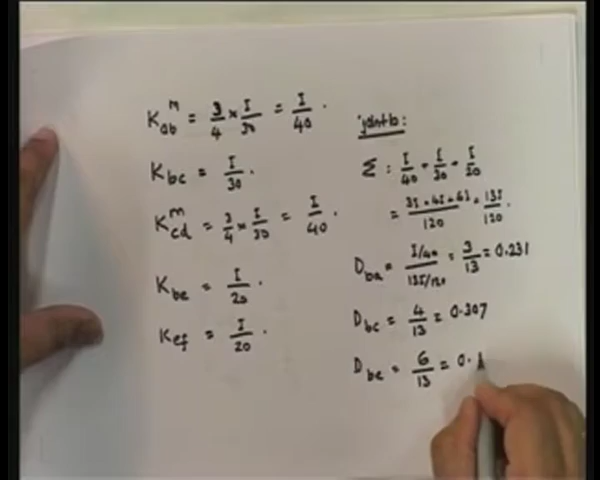 K_ab^m = 3/4 × I/30 = I/40 .
K_bc = I/30 .
K_cd^m = 3/4 × I/30 = I/40 .
K_be = I/20 .
K_ef = I/20 .
joint b :
Σ : I/40 + I/30 + I/20
= 3I + 4I + 6I / 120 = 13I/120 .
D_ba = I/40 / 13I/120 = 3/13 = 0.231
D_bc = 4/13 = 0.307
D_be = 6/13 = 0.